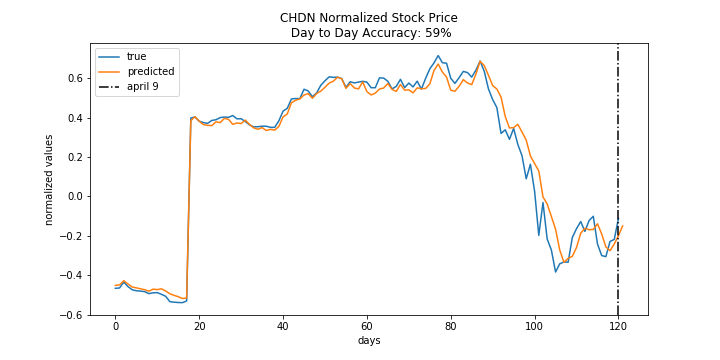 CHDN Normalized Stock Price
Day to Day Accuracy: 59%
true
predicted
april 9
normalized values
0.6
0.4
0.2
0.0
−0.2
−0.4
−0.6
0 20 40 60 80 100 120
days